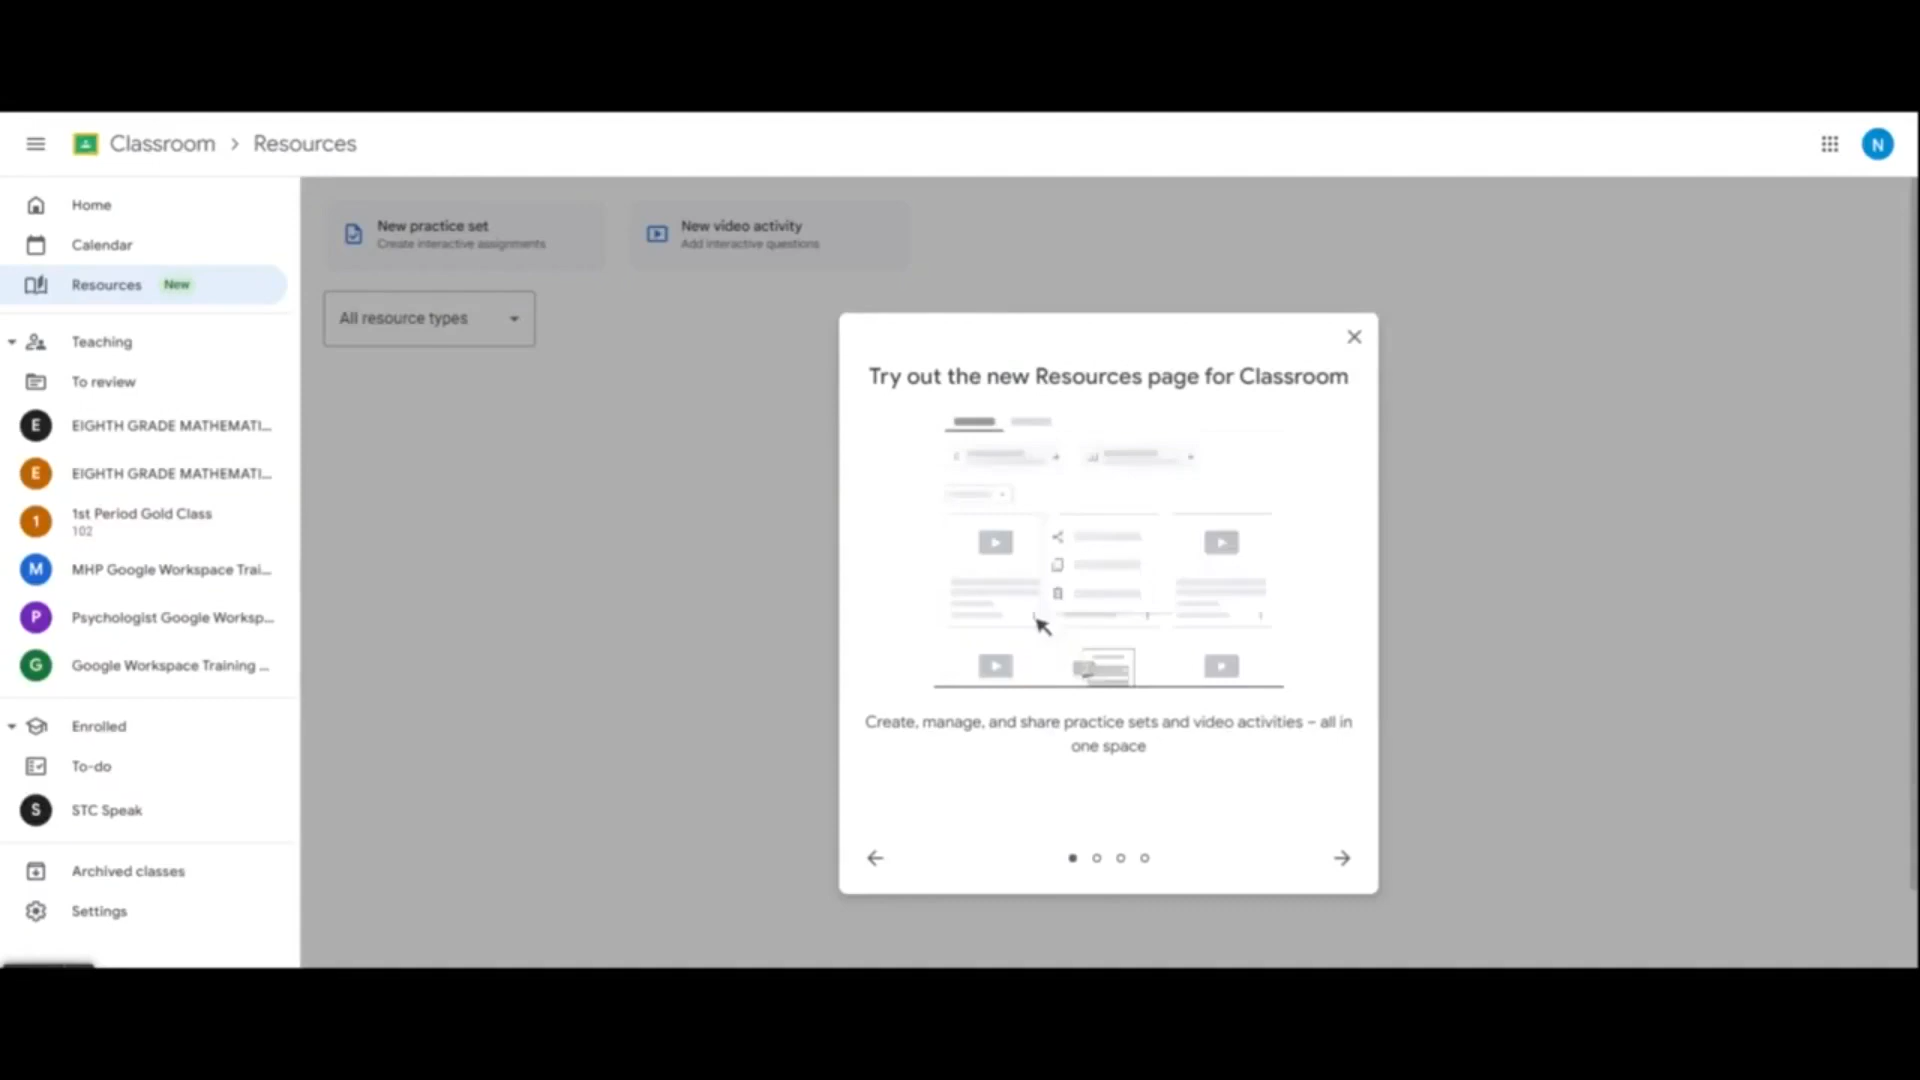 Classroom > Resources
N
Home
Calendar
Resources New
Teaching
To review
E EIGHTH GRADE MATHEMATI...
E EIGHTH GRADE MATHEMATI...
1 1st Period Gold Class
102
M MHP Google Workspace Trai...
P Psychologist Google Worksp...
G Google Workspace Training ...
Enrolled
To-do
S STC Speak
Archived classes
Settings
New practice set
Create interactive assignments
New video activity
Add interactive questions
All resource types
Try out the new Resources page for Classroom
Create, manage, and share practice sets and video activities – all in
one space